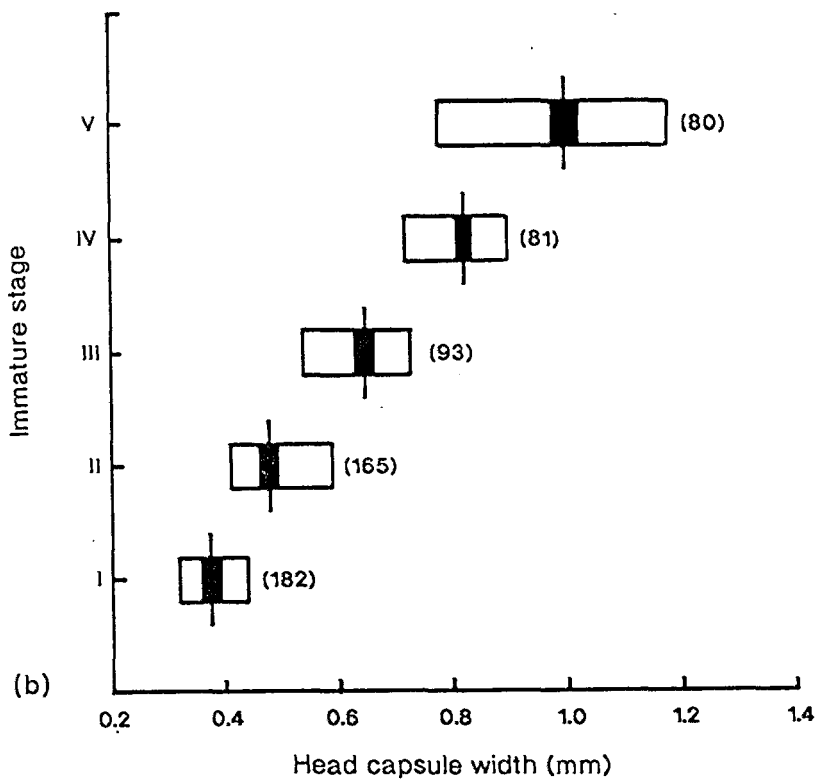 V
(80)
IV
(81)
III
(93)
II
(165)
I
(182)
Immature stage
(b)
0.2 0.4 0.6 0.8 1.0 1.2 1.4
Head capsule width (mm)